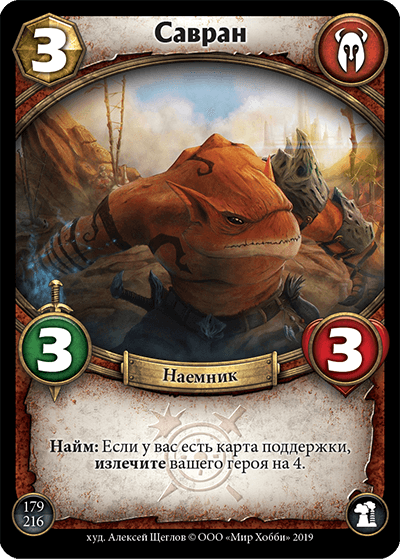 3
Савран
3
3
Наемник
Найм: Если у вас есть карта поддержки,
излечите вашего героя на 4.
179
216
худ. Алексей Щеглов © ООО «Мир Хобби» 2019